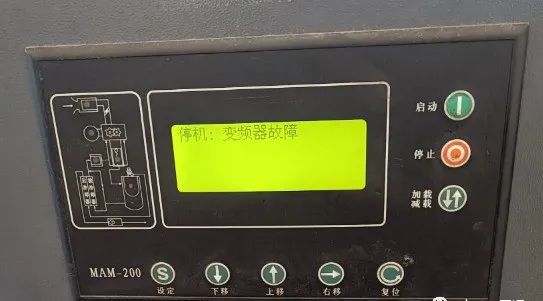 停机: 变频器故障
启动
停止
加载
减载
MAM-200
S
设定
下移
上移
右移
复位